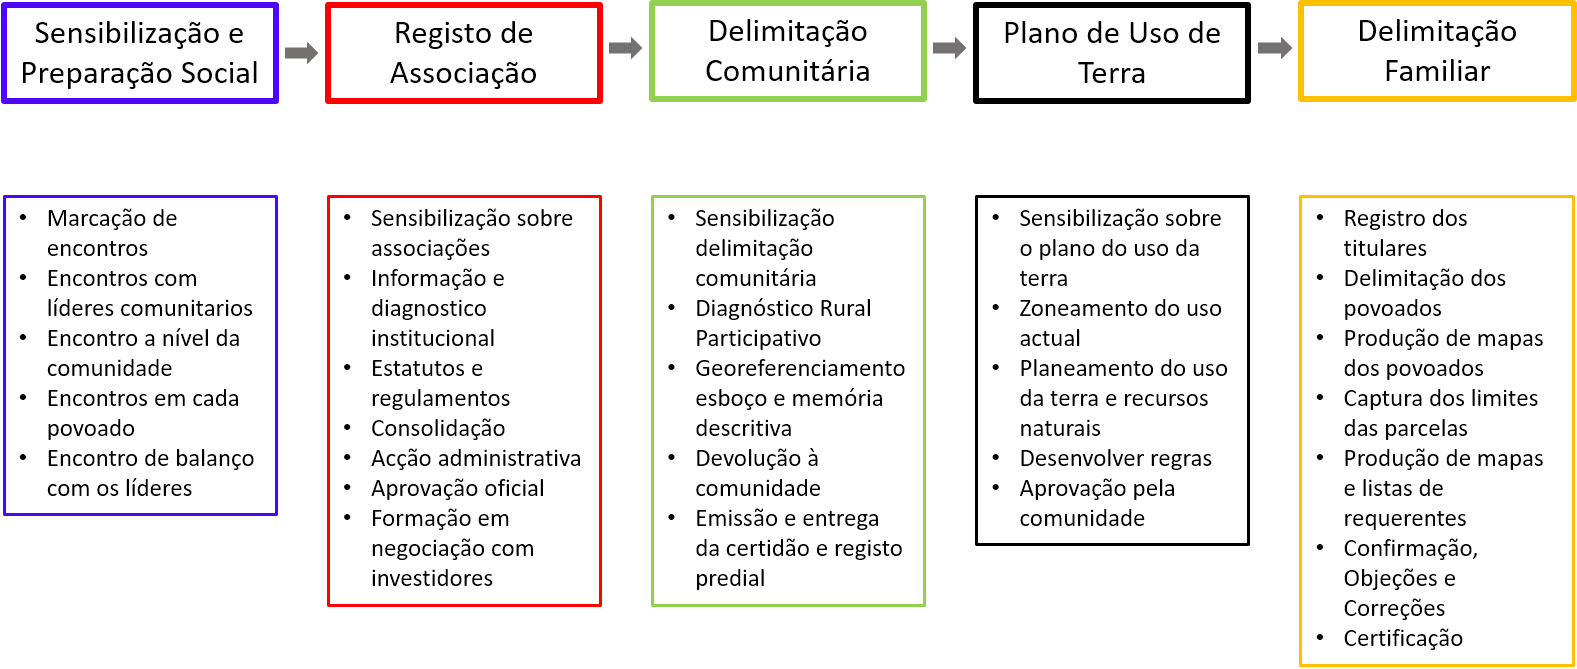 Sensibilização e
Preparação Social
Registo de
Associação
Delimitação
Comunitária
Plano de Uso de
Terra
Delimitação
Familiar
• Marcação de
encontros
• Encontros com
líderes comunitarios
• Encontro a nível da
comunidade
• Encontros em cada
povoado
• Encontro de balanço
com os líderes
• Sensibilização sobre
associações
• Informação e
diagnostico
institucional
• Estatutos e
regulamentos
• Consolidação
• Acção administrativa
• Aprovação oficial
• Formação em
negociação com
investidores
• Sensibilização
delimitação
comunitária
• Diagnóstico Rural
Participativo
• Georeferenciamento
esboço e memória
descritiva
• Devolução à
comunidade
• Emissão e entrega
da certidão e registo
predial
• Sensibilização sobre
o plano do uso da
terra
• Zoneamento do uso
actual
• Planeamento do uso
da terra e recursos
naturais
• Desenvolver regras
• Aprovação pela
comunidade
• Registro dos
titulares
• Delimitação dos
povoados
• Produção de mapas
dos povoados
• Captura dos limites
das parcelas
• Produção de mapas
e listas de
requerentes
• Confirmação,
Objeções e
Correções
• Certificação